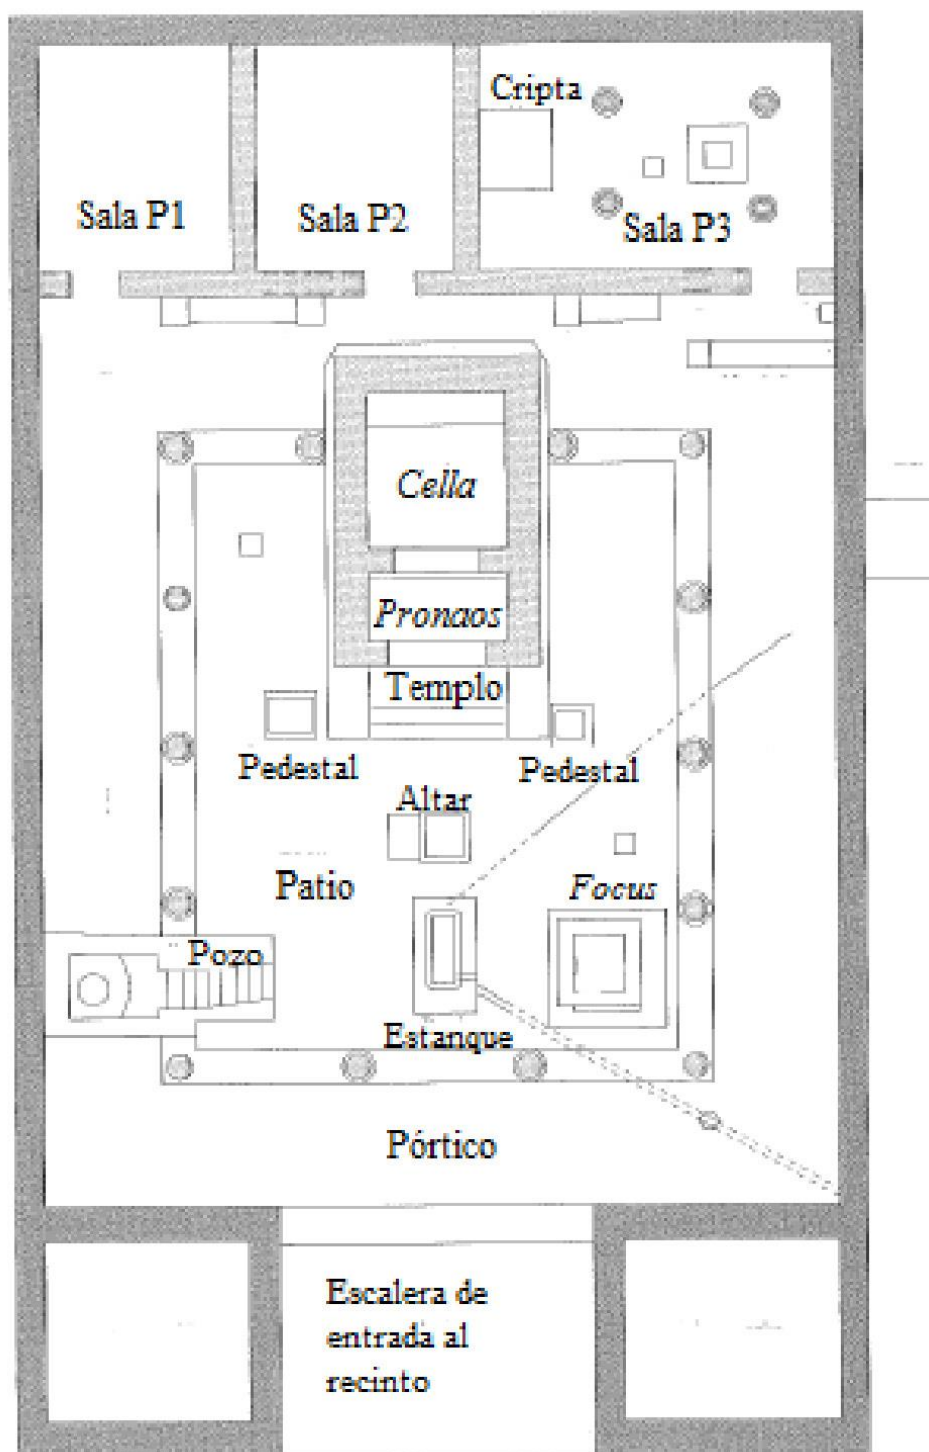 Cripta
Sala P1
Sala P2
Sala P3
Cella
Pronaos
Templo
Pedestal
Pedestal
Altar
Patio
Focus
Pozo
Estanque
Pórtico
Escalera de
entrada al
recinto